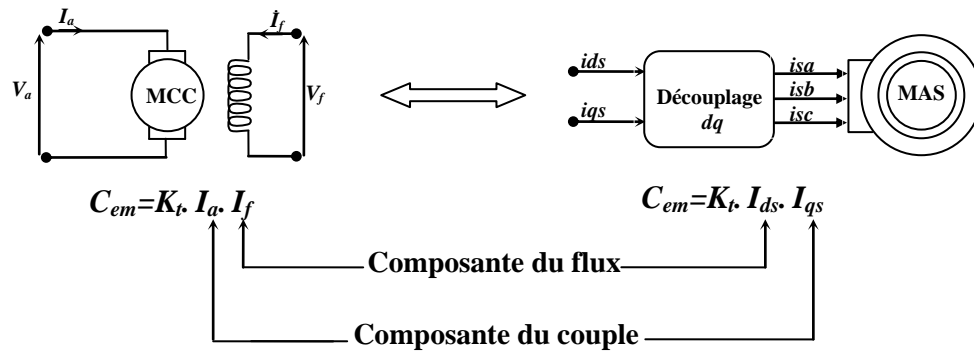 Ia
If
Va
MCC
Vf
ids
iqs
Découplage
dq
isa
isb
isc
MAS
Cem=Kt. Ia. If
Cem=Kt. Ids. Iqs
Composante du flux
Composante du couple